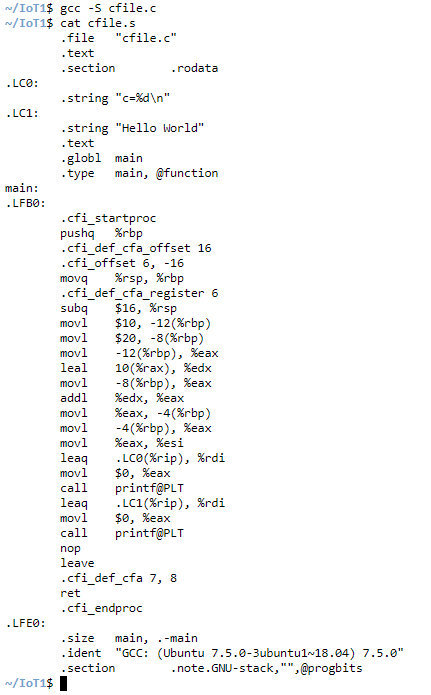 ~/IoT1$ gcc -S cfile.c
~/IoT1$ cat cfile.s
.file "cfile.c"
.text
.section .rodata
.LC0:
.string "c=%d\n"
.LC1:
.string "Hello World"
.text
.globl main
.type main, @function
main:
.LFB0:
.cfi_startproc
pushq %rbp
.cfi_def_cfa_offset 16
.cfi_offset 6, -16
movq %rsp, %rbp
.cfi_def_cfa_register 6
subq $16, %rsp
movl $10, -12(%rbp)
movl $20, -8(%rbp)
movl -12(%rbp), %eax
leal 10(%rax), %edx
movl -8(%rbp), %eax
addl %edx, %eax
movl %eax, -4(%rbp)
movl -4(%rbp), %eax
movl %eax, %esi
leaq .LC0(%rip), %rdi
movl $0, %eax
call printf@PLT
leaq .LC1(%rip), %rdi
movl $0, %eax
call printf@PLT
nop
leave
.cfi_def_cfa 7, 8
ret
.cfi_endproc
.LFE0:
.size main, .-main
.ident "GCC: (Ubuntu 7.5.0-3ubuntu1~18.04) 7.5.0"
.section .note.GNU-stack,"",@progbits
~/IoT1$